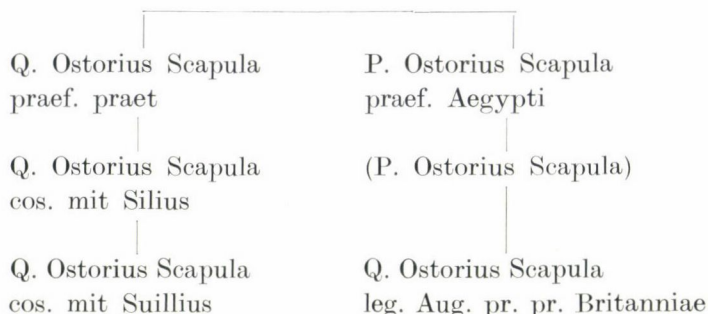 Q. Ostorius Scapula P. Ostorius Scapula
praef. praet praef. Aegypti
Q. Ostorius Scapula (P. Ostorius Scapula)
cos. mit Silius
Q. Ostorius Scapula Q. Ostorius Scapula
cos. mit Suillius leg. Aug. pr. pr. Britanniae